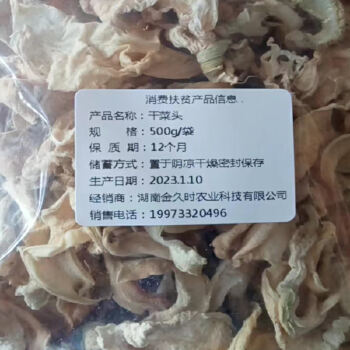 消费扶贫产品信息.
产品名称：干菜头
规　　格：500g/袋
保 质 期：12个月
储蓄方式：置于阴凉干燥密封保存
生产日期：2023.1.10
经销商：湖南金久时农业科技有限公司
销售电话：19973320496